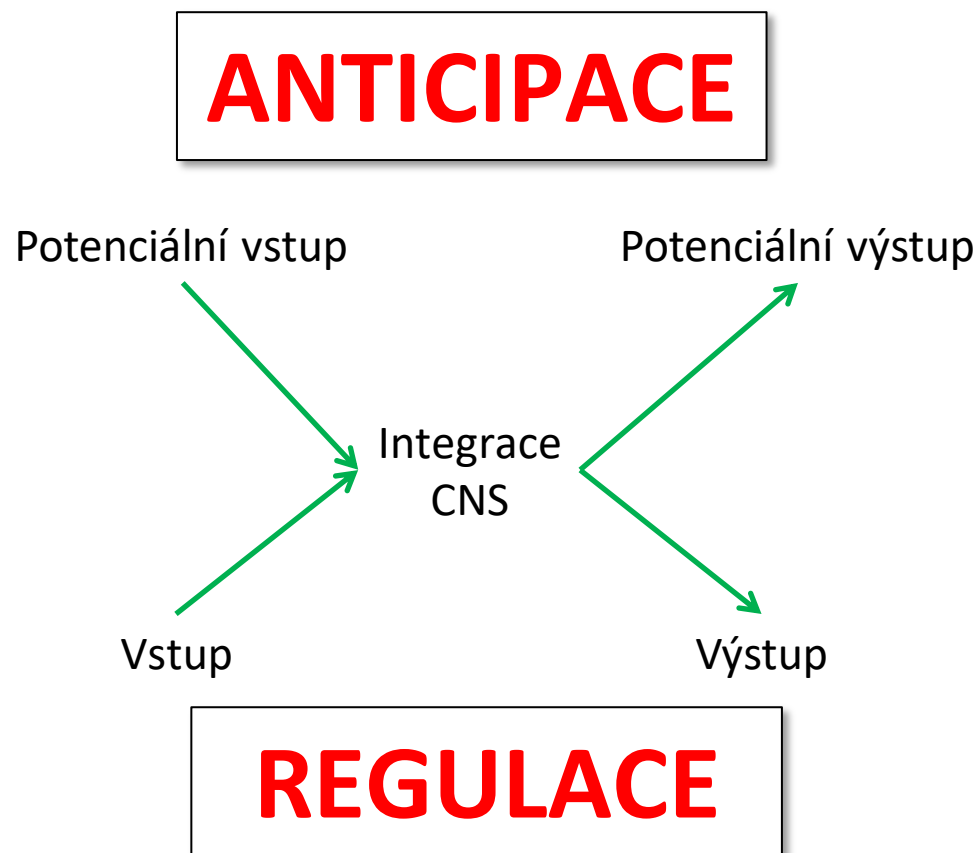 ANTICIPACE
Potenciální vstup
Potenciální výstup
Integrace
CNS
Vstup
Výstup
REGULACE